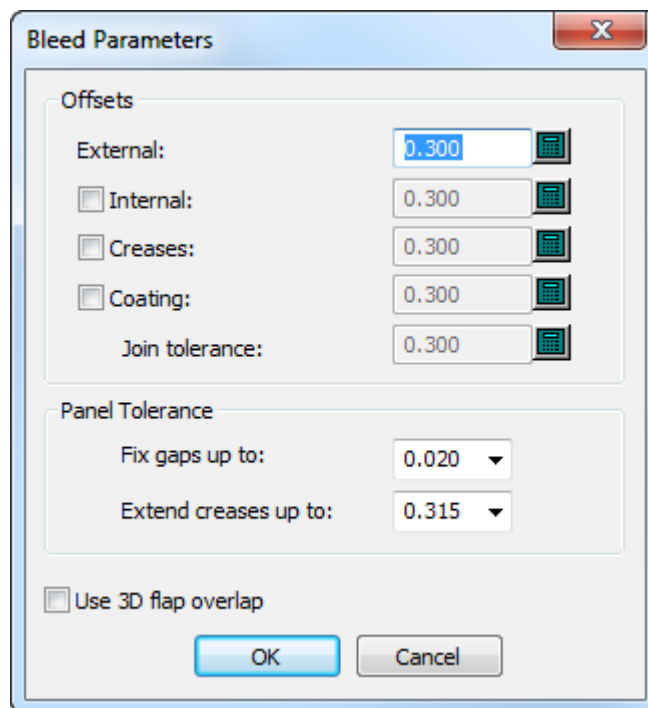 Bleed Parameters
Offsets
External: 0.300
Internal: 0.300
Creases: 0.300
Coating: 0.300
Join tolerance: 0.300
Panel Tolerance
Fix gaps up to: 0.020
Extend creases up to: 0.315
Use 3D flap overlap
OK Cancel